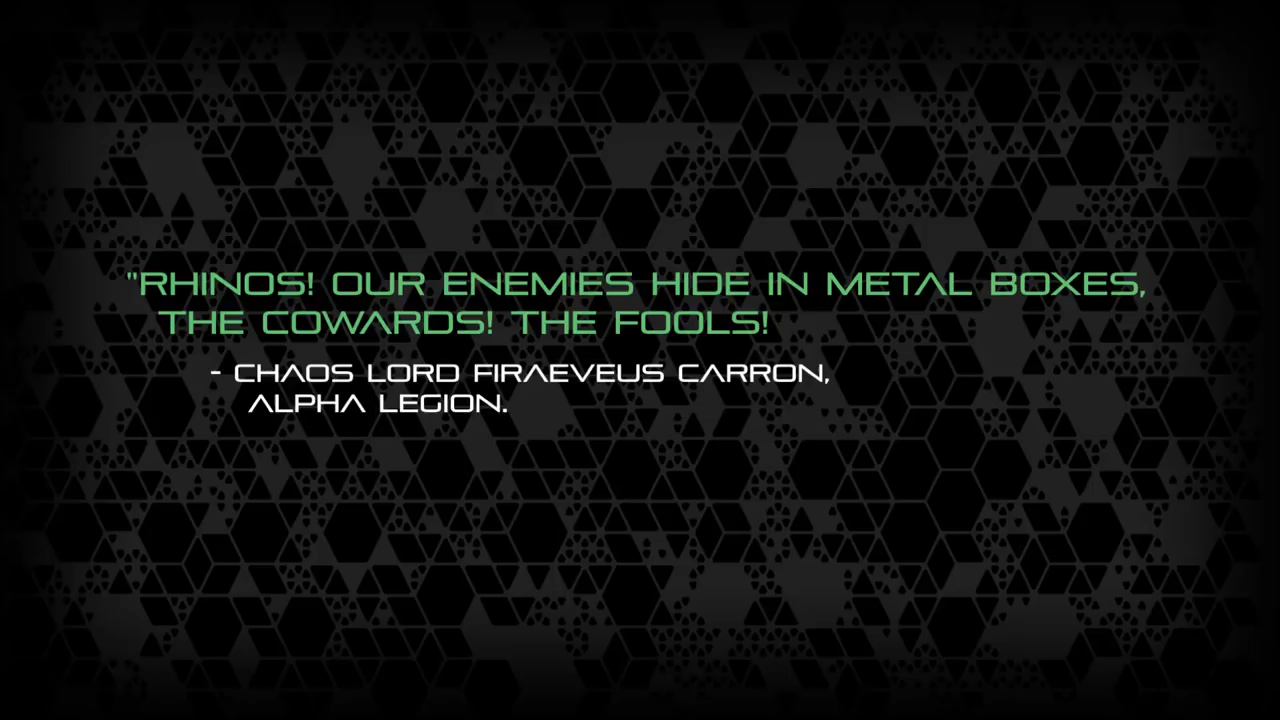 "RHINOS! OUR ENEMIES HIDE IN METAL BOXES,
THE COWARDS! THE FOOLS!
- CHAOS LORD FIRAEVEUS CARRON,
ALPHA LEGION.